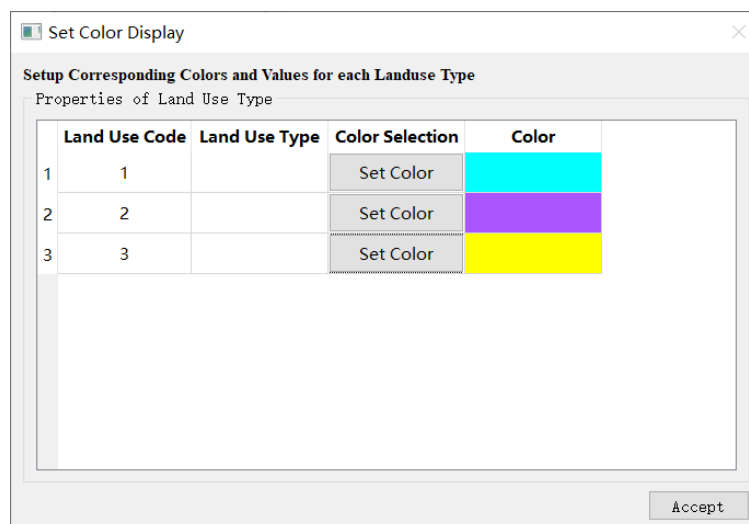 Set Color Display
Setup Corresponding Colors and Values for each Landuse Type
Properties of Land Use Type
Land Use Code Land Use Type Color Selection Color
1 1 Set Color
2 2 Set Color
3 3 Set Color
Accept